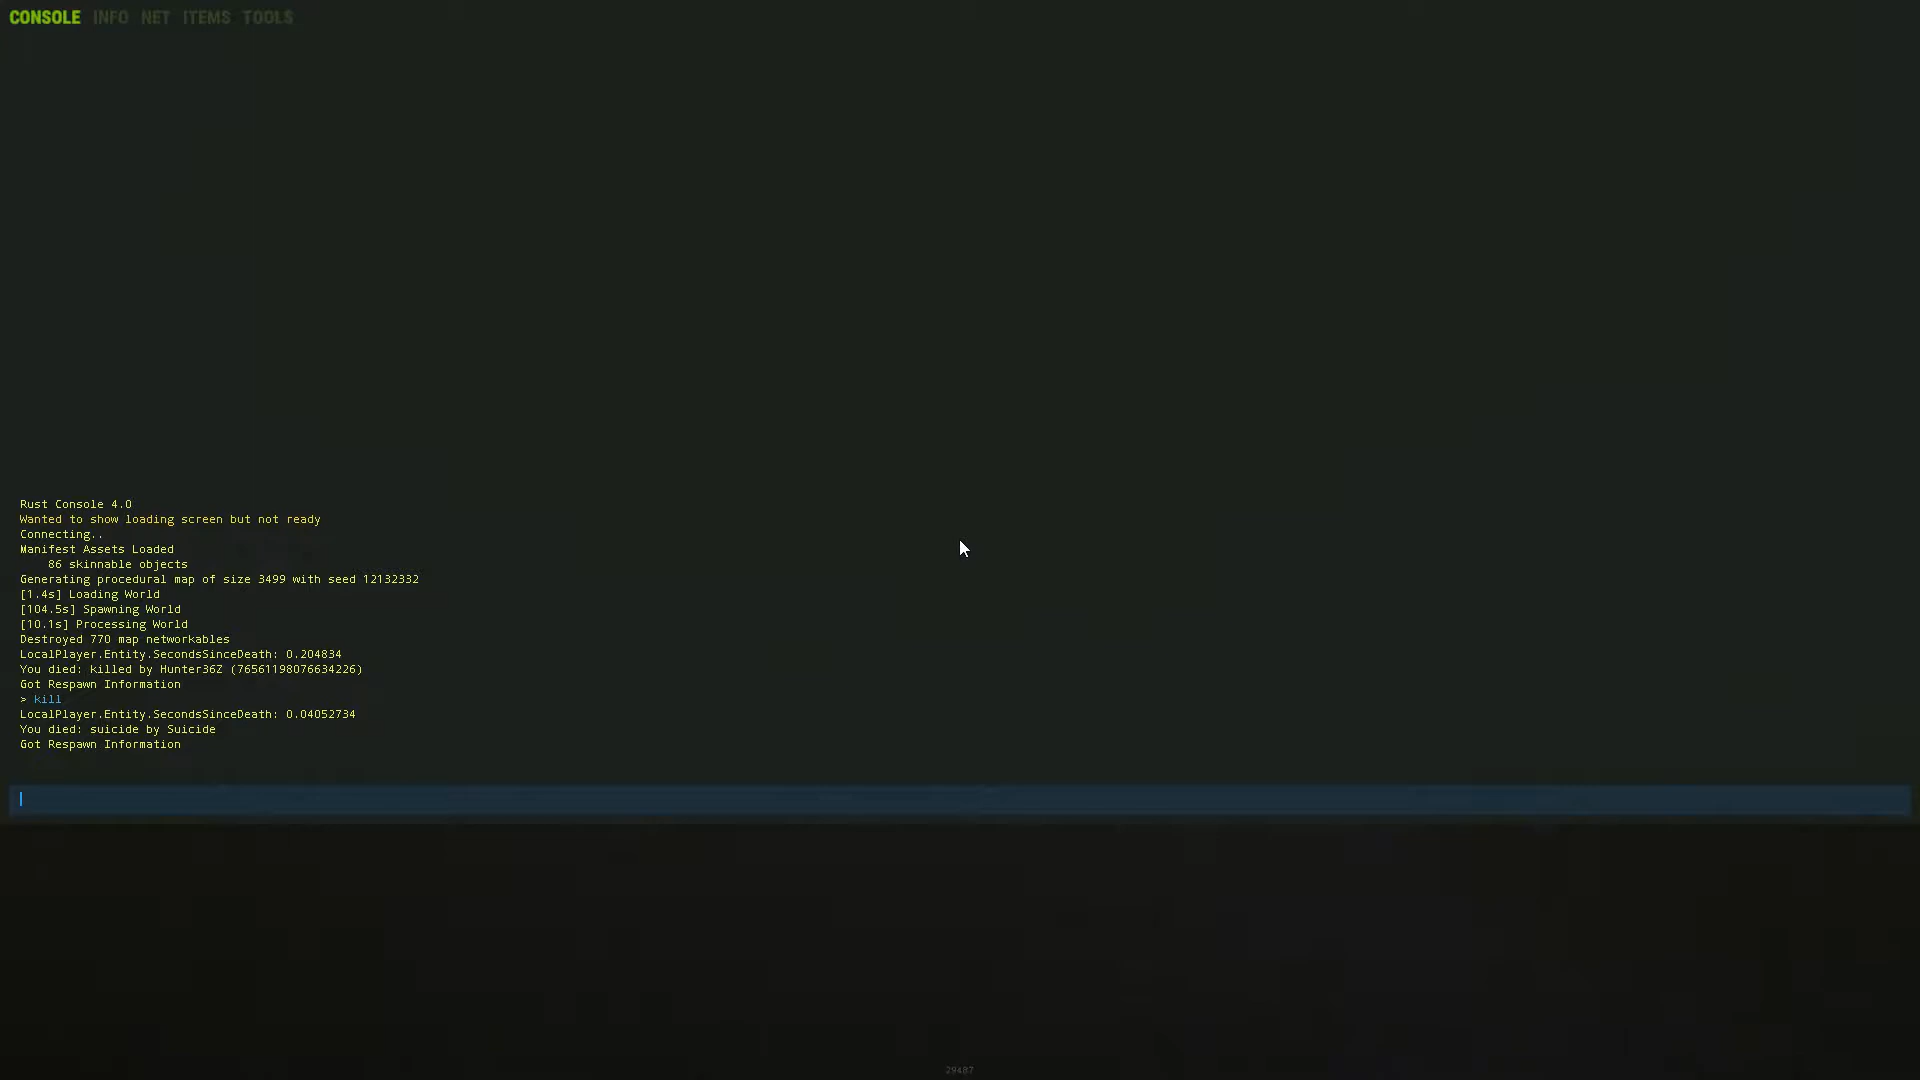 CONSOLE INFO NET ITEMS TOOLS
Rust Console 4.0
Wanted to show loading screen but not ready
Connecting..
Manifest Assets Loaded
86 skinnable objects
Generating procedural map of size 3499 with seed 12132332
[1.4s] Loading World
[104.5s] Spawning World
[10.1s] Processing World
Destroyed 770 map networkables
LocalPlayer.Entity.SecondsSinceDeath: 0.204834
You died: killed by Hunter36Z (76561198076634226)
Got Respawn Information
> kill
LocalPlayer.Entity.SecondsSinceDeath: 0.04052734
You died: suicide by Suicide
Got Respawn Information
29487